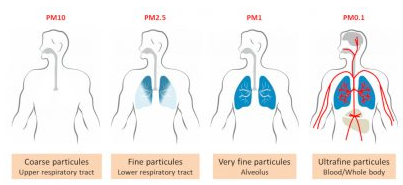 PM10
PM2.5
PM1
PM0.1
Coarse particules
Upper respiratory tract
Fine particules
Lower respiratory tract
Very fine particules
Alveolus
Ultrafine particules
Blood/Whole body